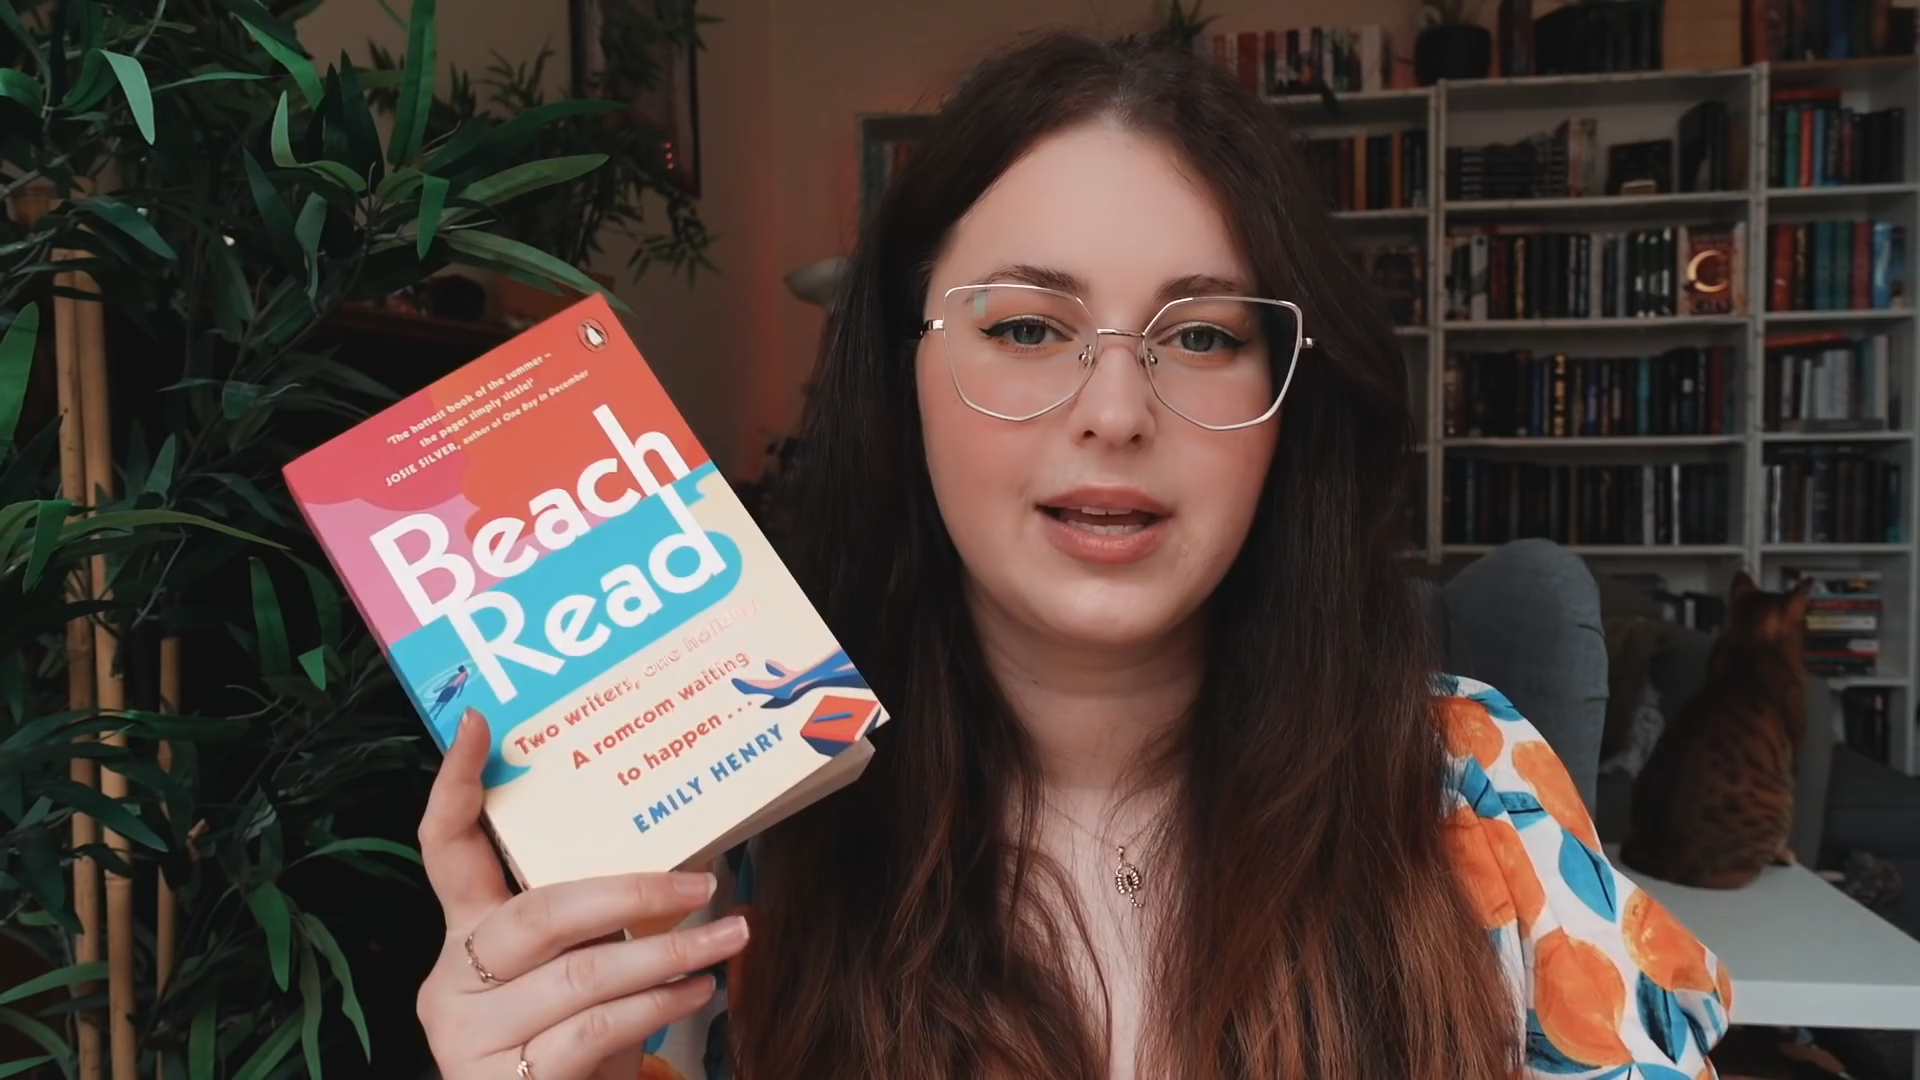 'The hottest book of the summer –
the pages simply sizzle!'
JOSIE SILVER, author of One Day in December
Beach
Read
Two writers, one holiday
A romcom waiting
to happen...
EMILY HENRY